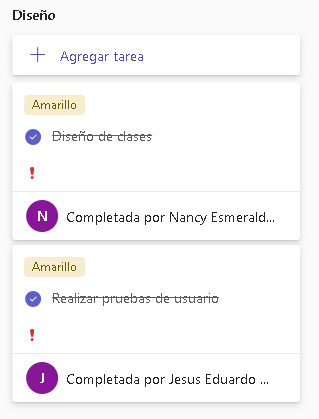 Diseño
Agregar tarea
Amarillo
Diseño de clases
N Completada por Nancy Esmerald...
Amarillo
Realizar pruebas de usuario
J Completada por Jesus Eduardo ...